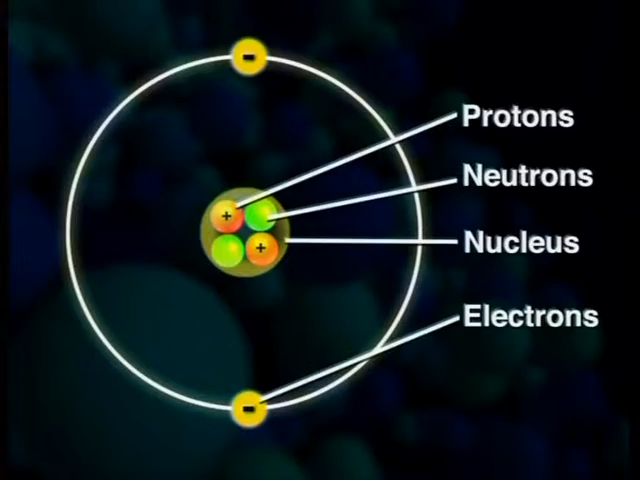 -
Protons
Neutrons
+
+
Nucleus
Electrons
-